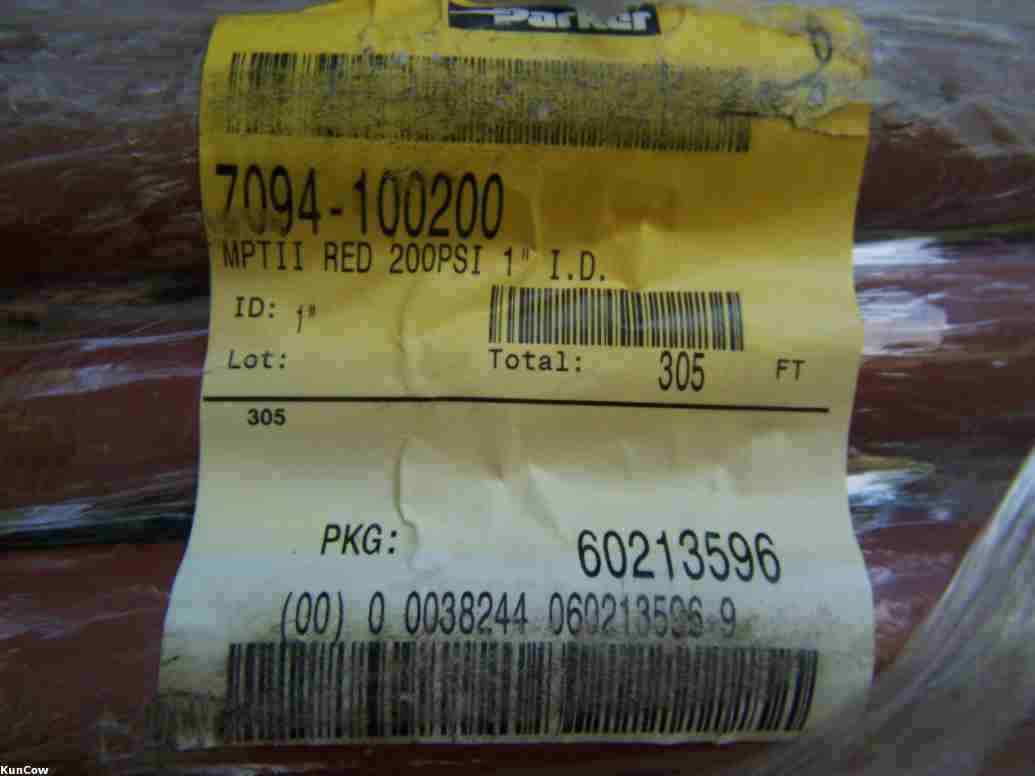 Parker
7094-100200
MPTII RED 200PSI 1" I.D.
ID: 1"
Lot: Total: 305 FT
305
PKG: 60213596
(00) 0 0038244 060213596-9
KunCow